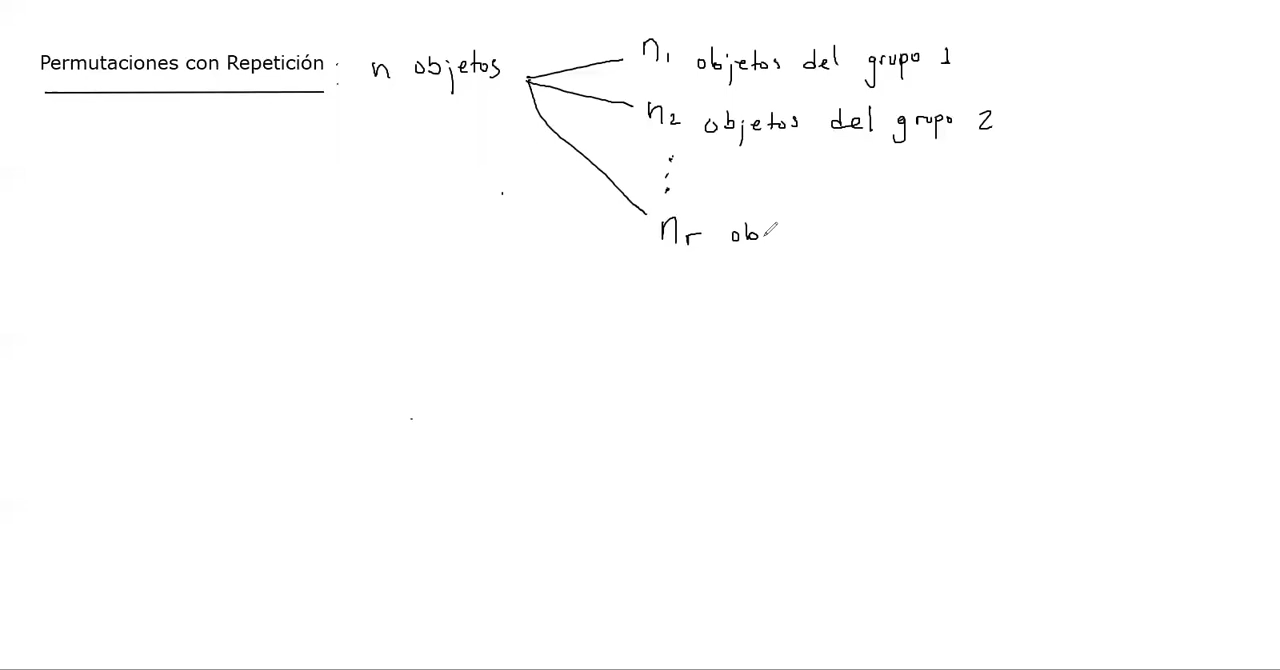 Permutaciones con Repetición : n objetos
n₁ objetos del grupo 1
n₂ objetos del grupo 2
⋮
nᵣ ob